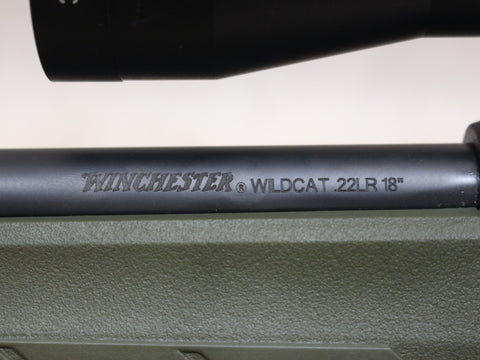 WINCHESTER® WILDCAT .22LR 18"